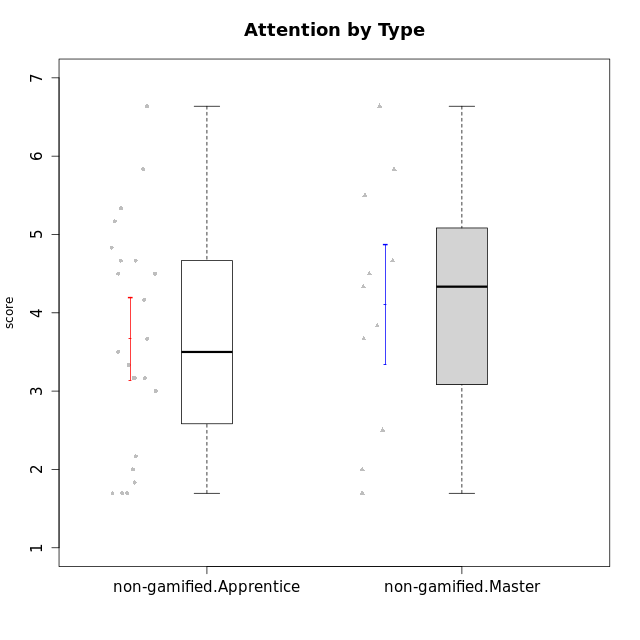 Attention by Type
score
7
6
5
4
3
2
1
non-gamified.Apprentice
non-gamified.Master